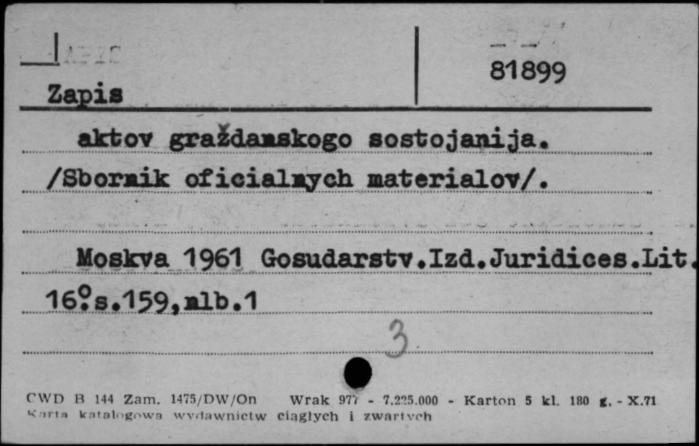 81899
Zapis
aktov graždanskogo sostojanija.
/Sbornik oficialnych materialov/.
Moskva 1961 Gosudarstv.Izd.Juridices.Lit.
16⁰.s.159,nlb.1
3
CWD B 144 Zam. 1475/DW/On Wrak 977 - 7.225.000 - Karton 5 kl. 180 g. - X.71
Karta katalogowa wydawnictw ciągłych i zwartych